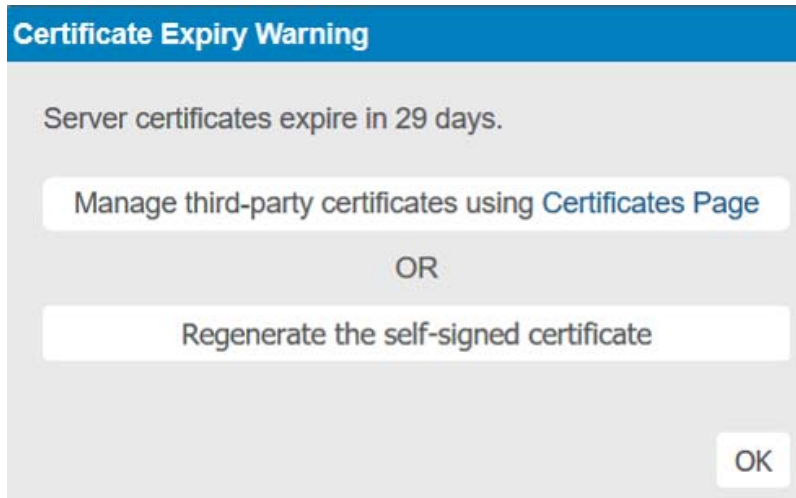 Certificate Expiry Warning
Server certificates expire in 29 days.
Manage third-party certificates using Certificates Page
OR
Regenerate the self-signed certificate
OK